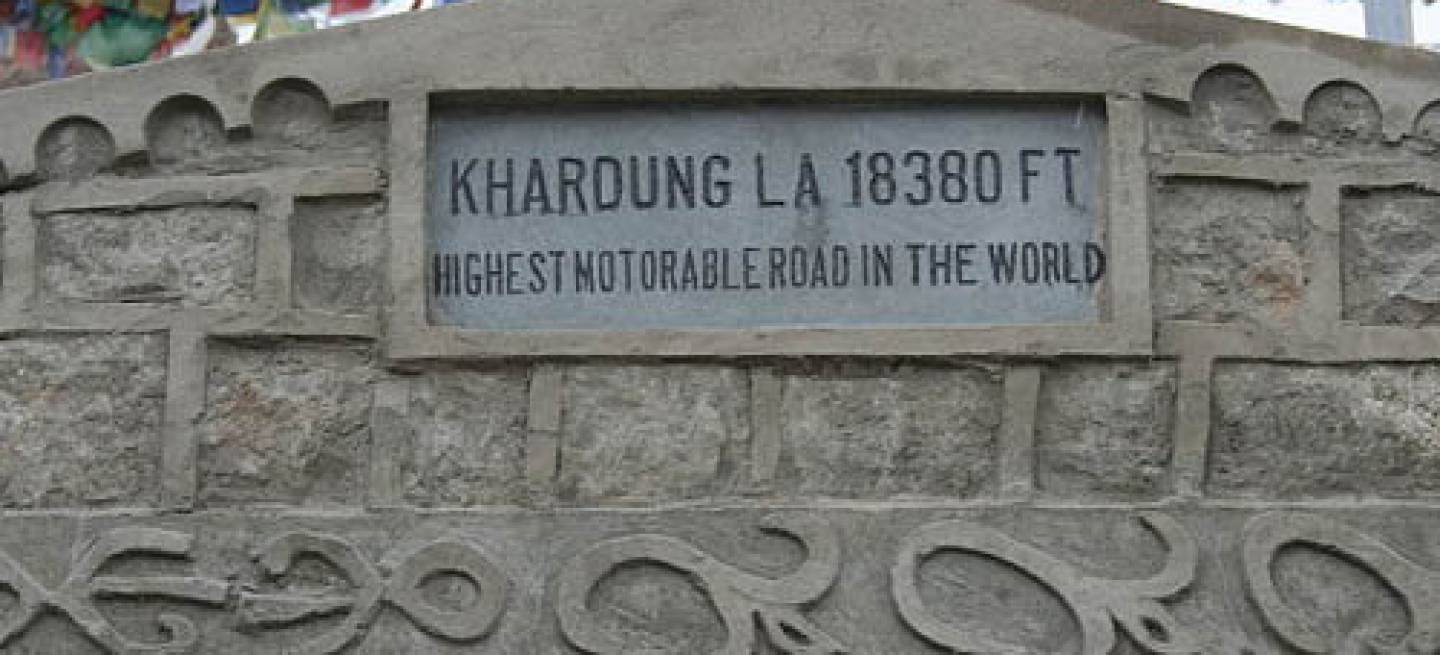 KHARDUNG LA 18380 FT
HIGHEST MOTORABLE ROAD IN THE WORLD